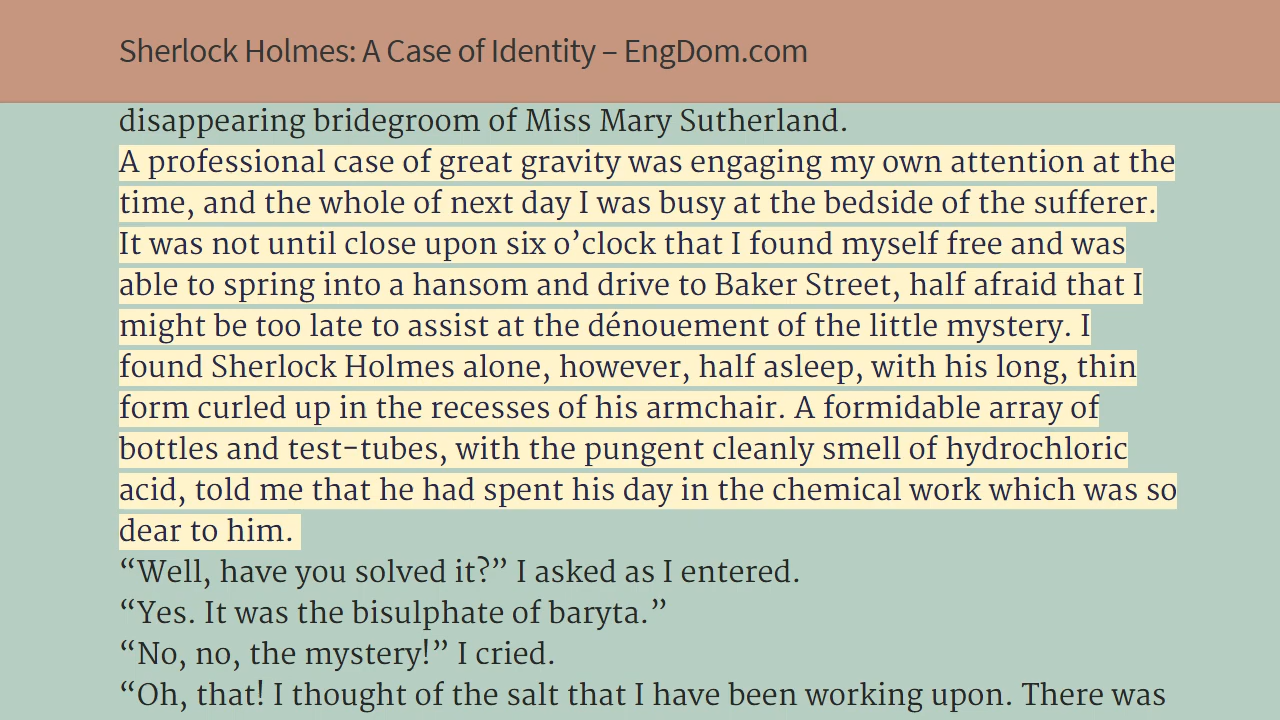 Sherlock Holmes: A Case of Identity – EngDom.com
disappearing bridegroom of Miss Mary Sutherland.
A professional case of great gravity was engaging my own attention at the
time, and the whole of next day I was busy at the bedside of the sufferer.
It was not until close upon six o’clock that I found myself free and was
able to spring into a hansom and drive to Baker Street, half afraid that I
might be too late to assist at the dénouement of the little mystery. I
found Sherlock Holmes alone, however, half asleep, with his long, thin
form curled up in the recesses of his armchair. A formidable array of
bottles and test-tubes, with the pungent cleanly smell of hydrochloric
acid, told me that he had spent his day in the chemical work which was so
dear to him.
“Well, have you solved it?” I asked as I entered.
“Yes. It was the bisulphate of baryta.”
“No, no, the mystery!” I cried.
“Oh, that! I thought of the salt that I have been working upon. There was